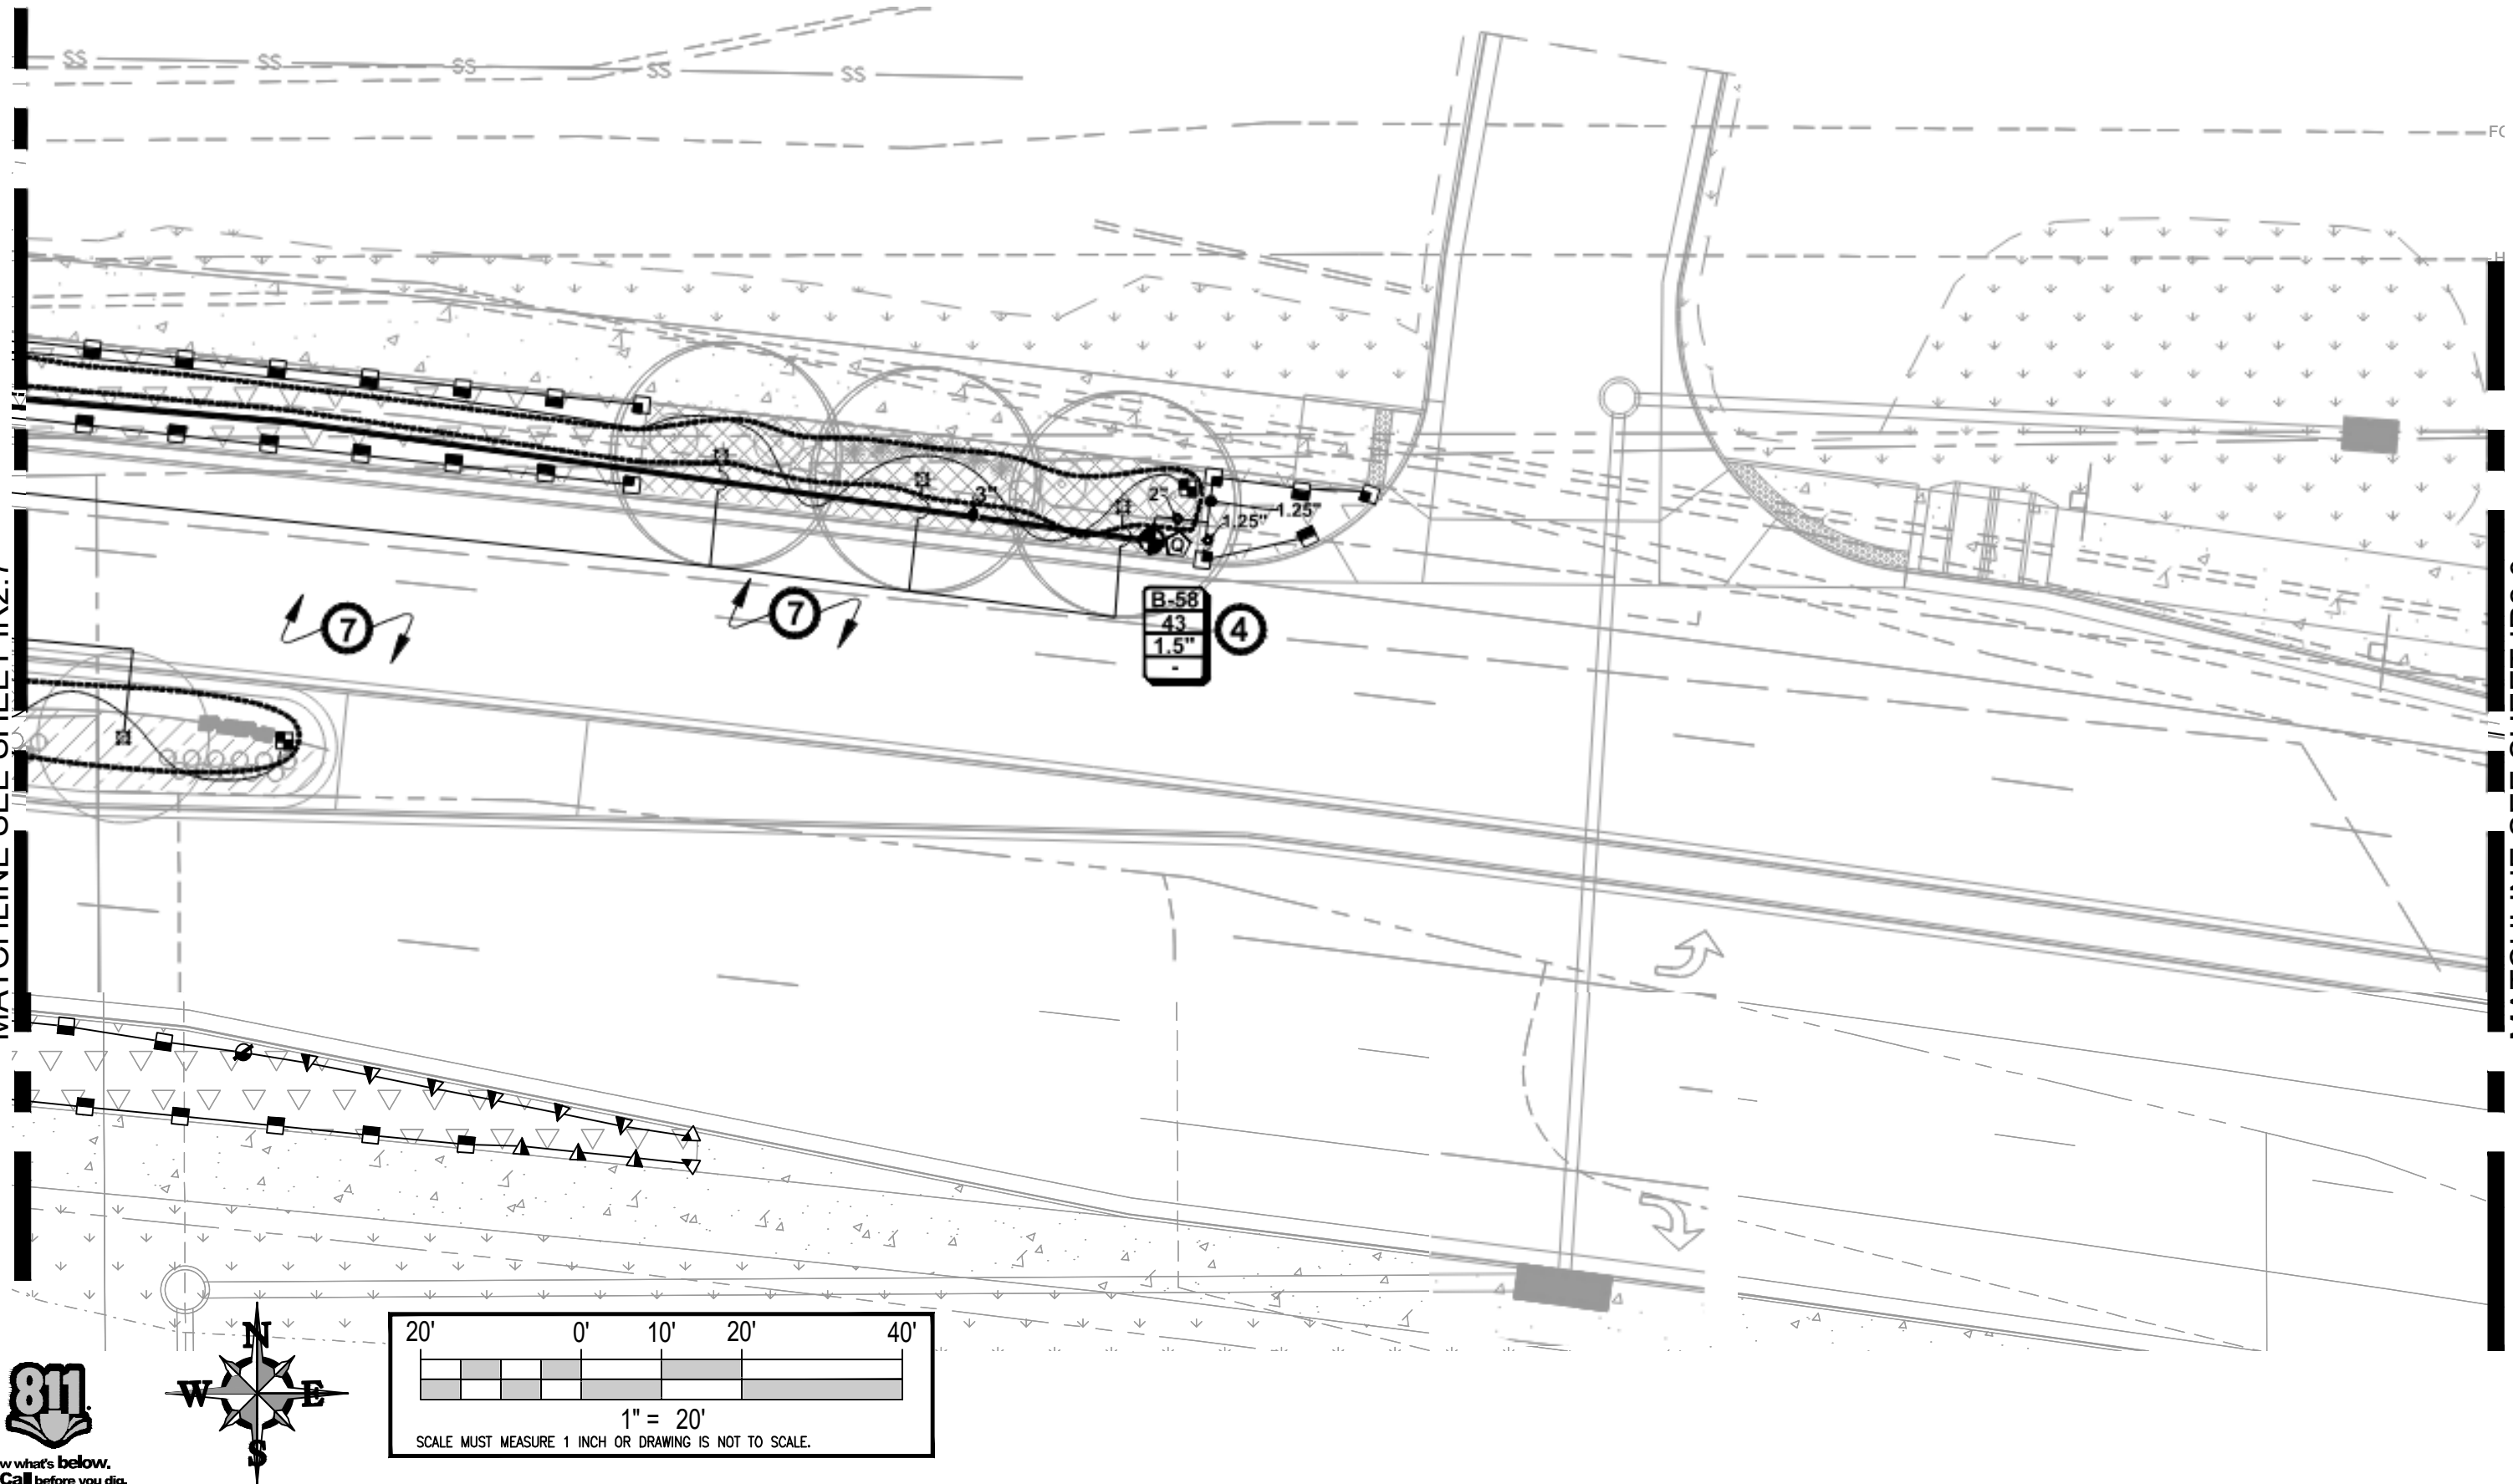 SS SS SS SS SS
3"
2"
1.25"
1.25"
Q
B-58
43
1.5"
-
4
7
7
N
W E
S
20' 0' 10' 20' 40'
1" = 20'
SCALE MUST MEASURE 1 INCH OR DRAWING IS NOT TO SCALE.
811.
what's below.
Call before you dig.